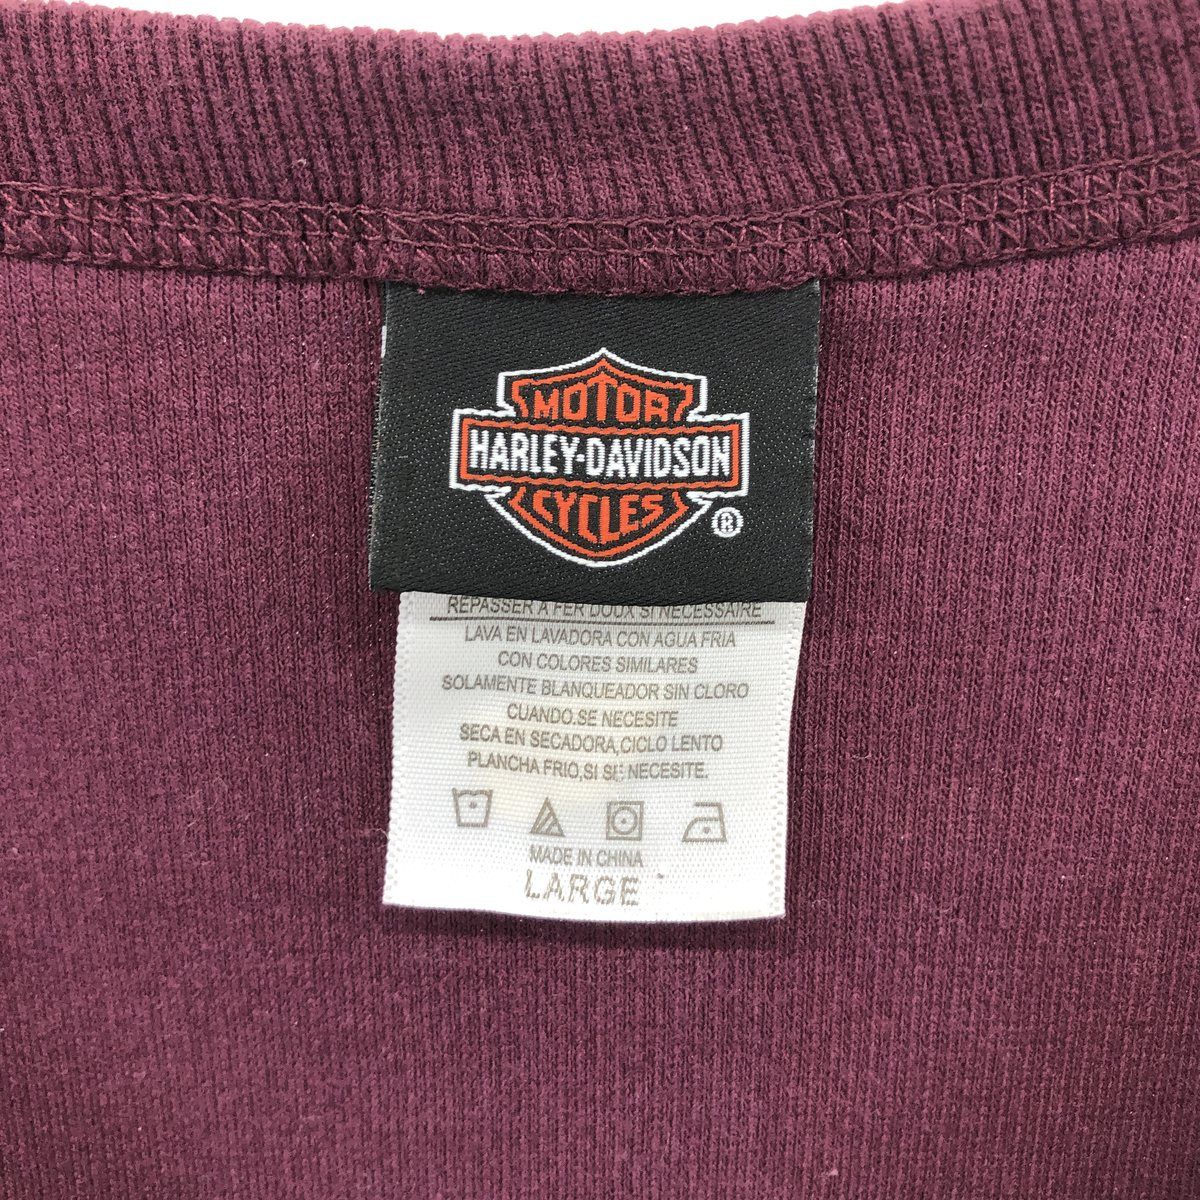 MOTOR
HARLEY-DAVIDSON
CYCLES
®
REPASSER À FER DOUX SI NÉCESSAIRE
LAVA EN LAVADORA CON AGUA FRIA
CON COLORES SIMILARES
SOLAMENTE BLANQUEADOR SIN CLORO
CUANDO.SE NECESITE
SECA EN SECADORA,CICLO LENTO
PLANCHA FRIO,SI SE NECESITE.
MADE IN CHINA
LARGE